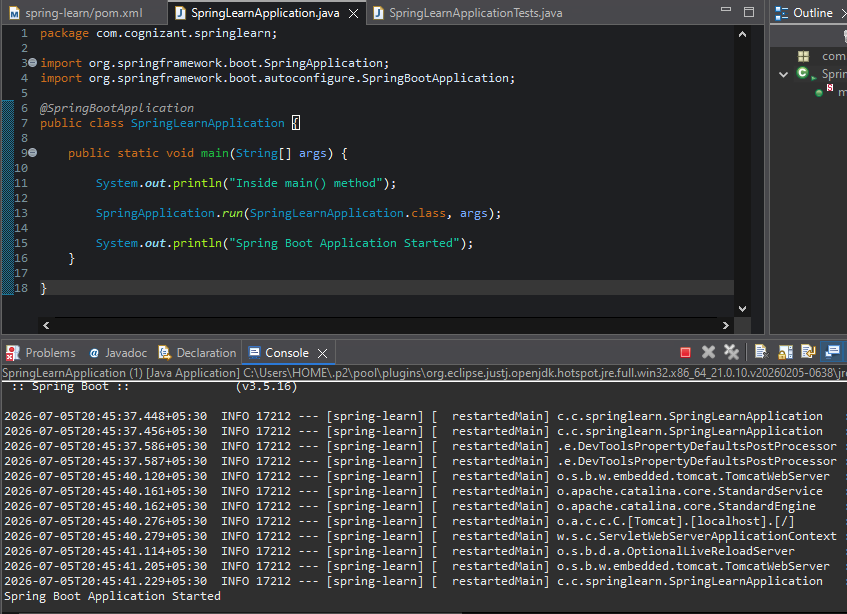 spring-learn/pom.xml
SpringLearnApplication.java
SpringLearnApplicationTests.java
Outline
1 package com.cognizant.springlearn;
2
3 import org.springframework.boot.SpringApplication;
4 import org.springframework.boot.autoconfigure.SpringBootApplication;
5
6 @SpringBootApplication
7 public class SpringLearnApplication {
8
9 public static void main(String[] args) {
10
11 System.out.println("Inside main() method");
12
13 SpringApplication.run(SpringLearnApplication.class, args);
14
15 System.out.println("Spring Boot Application Started");
16 }
17
18 }
com
Sprin
m
Problems @ Javadoc Declaration Console
SpringLearnApplication (1) [Java Application] C:\Users\HOME\.p2\pool\plugins\org.eclipse.justj.openjdk.hotspot.jre.full.win32.x86_64_21.0.10.v20260205-0638\jre
:: Spring Boot :: (v3.5.16)
2026-07-05T20:45:37.448+05:30 INFO 17212 --- [spring-learn] [ restartedMain] c.c.springlearn.SpringLearnApplication
2026-07-05T20:45:37.456+05:30 INFO 17212 --- [spring-learn] [ restartedMain] c.c.springlearn.SpringLearnApplication
2026-07-05T20:45:37.586+05:30 INFO 17212 --- [spring-learn] [ restartedMain] .e.DevToolsPropertyDefaultsPostProcessor
2026-07-05T20:45:37.587+05:30 INFO 17212 --- [spring-learn] [ restartedMain] .e.DevToolsPropertyDefaultsPostProcessor
2026-07-05T20:45:40.120+05:30 INFO 17212 --- [spring-learn] [ restartedMain] o.s.b.w.embedded.tomcat.TomcatWebServer
2026-07-05T20:45:40.161+05:30 INFO 17212 --- [spring-learn] [ restartedMain] o.apache.catalina.core.StandardService
2026-07-05T20:45:40.162+05:30 INFO 17212 --- [spring-learn] [ restartedMain] o.apache.catalina.core.StandardEngine
2026-07-05T20:45:40.276+05:30 INFO 17212 --- [spring-learn] [ restartedMain] o.a.c.c.C.[Tomcat].[localhost].[/]
2026-07-05T20:45:40.279+05:30 INFO 17212 --- [spring-learn] [ restartedMain] w.s.c.ServletWebServerApplicationContext
2026-07-05T20:45:41.114+05:30 INFO 17212 --- [spring-learn] [ restartedMain] o.s.b.d.a.OptionalLiveReloadServer
2026-07-05T20:45:41.205+05:30 INFO 17212 --- [spring-learn] [ restartedMain] o.s.b.w.embedded.tomcat.TomcatWebServer
2026-07-05T20:45:41.229+05:30 INFO 17212 --- [spring-learn] [ restartedMain] c.c.springlearn.SpringLearnApplication
Spring Boot Application Started